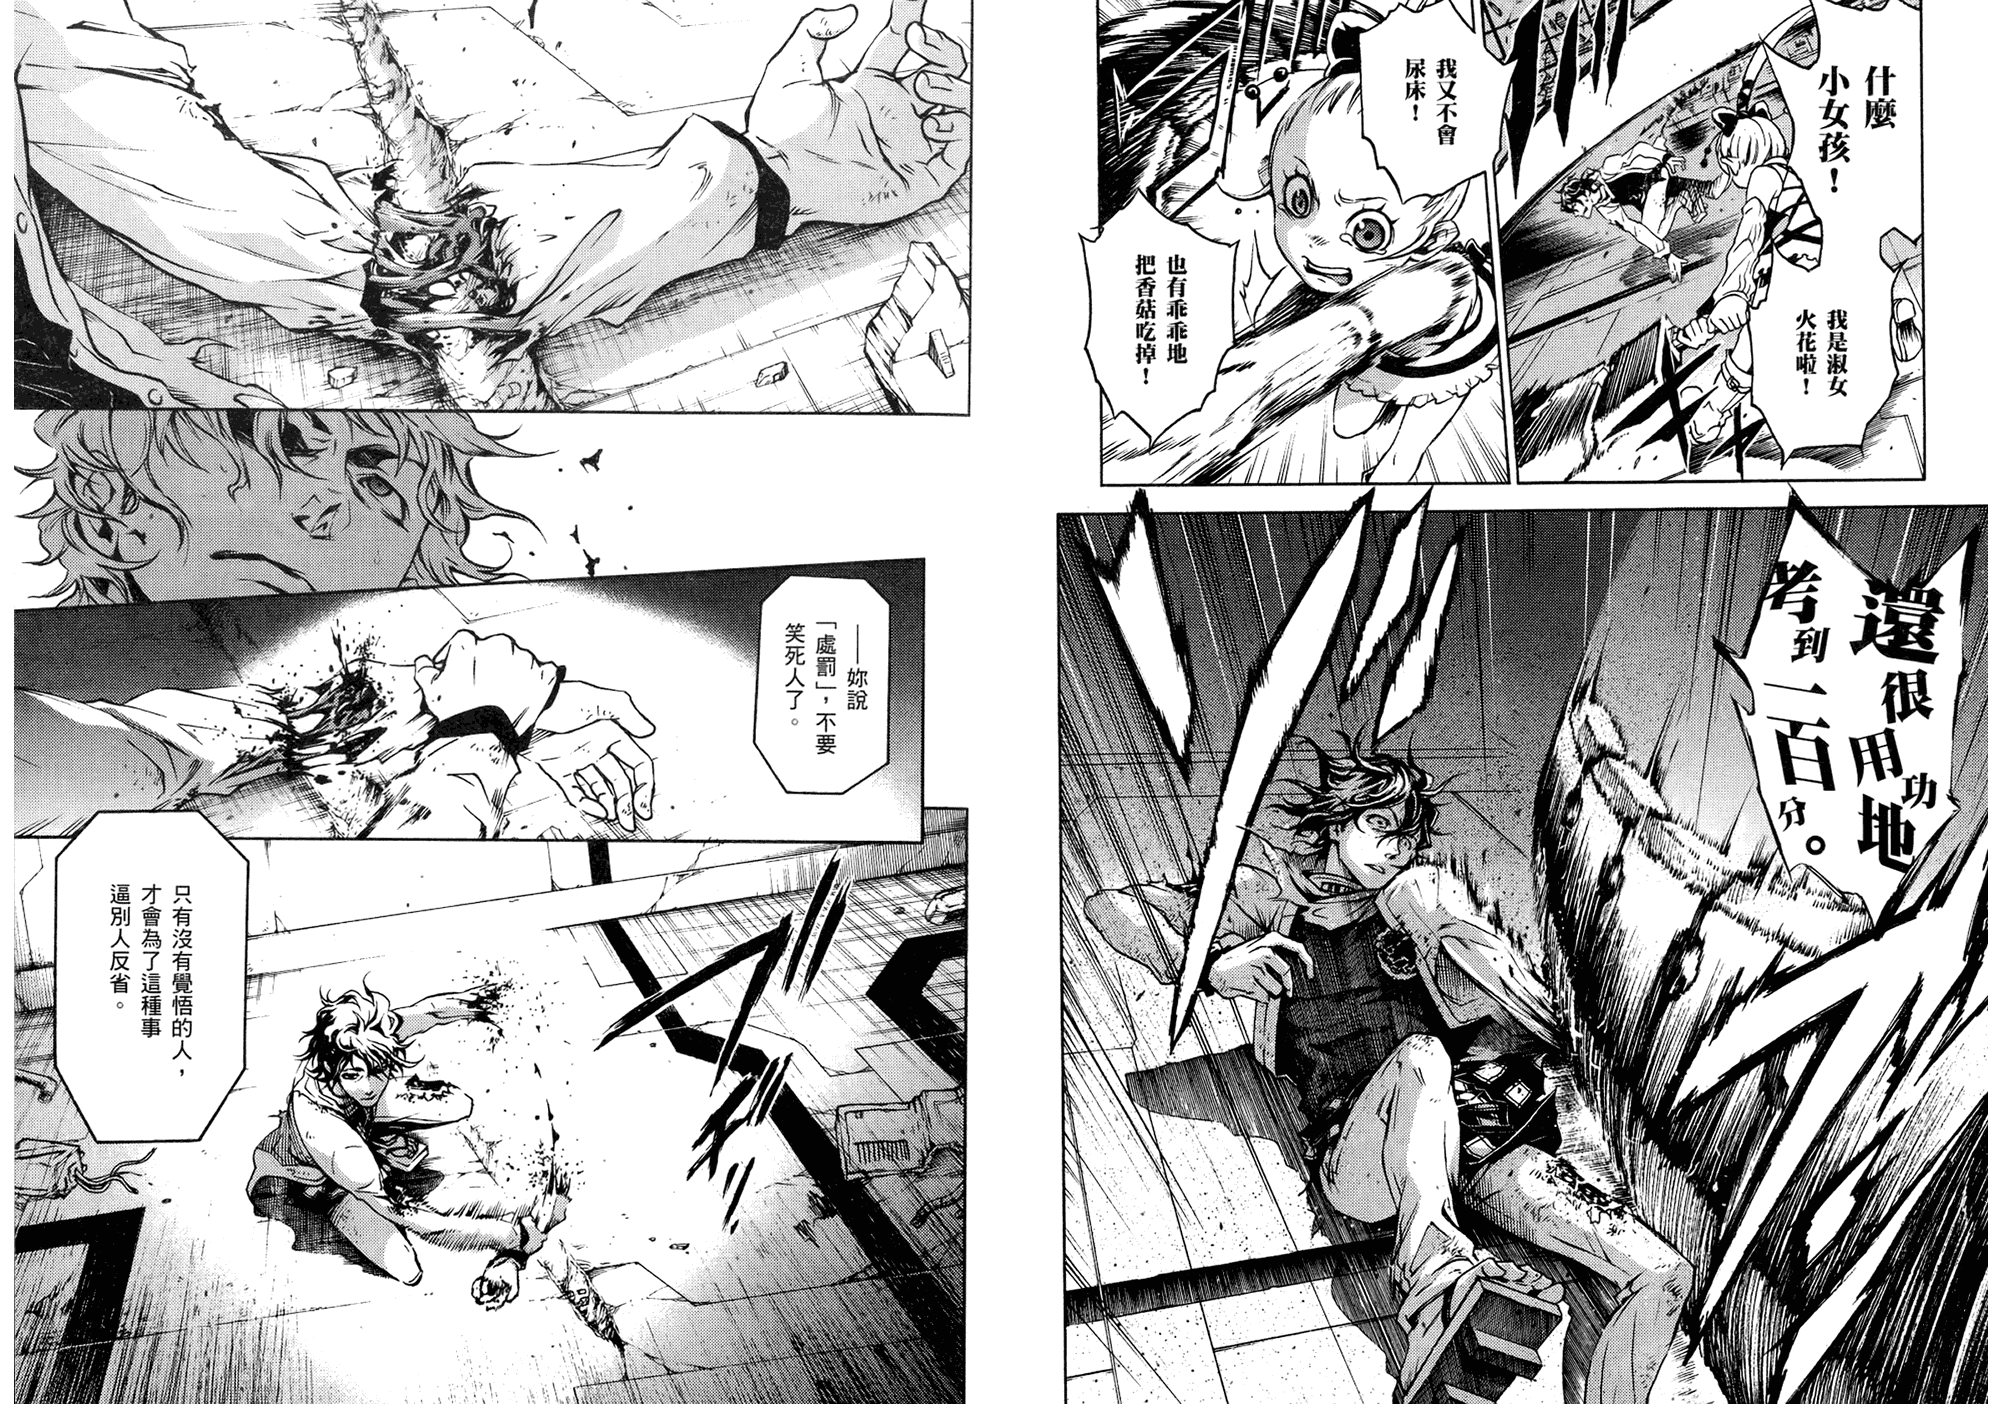 什麼
小女孩！
我是淑女
火花啦！
我又不會
尿床！
也有乖乖地
把香菇吃掉！
還很用功地
考到一百分。
——妳說
「處罰」，不要
笑死人了。
只有沒有覺悟的人，
才會為了這種事
逼別人反省。